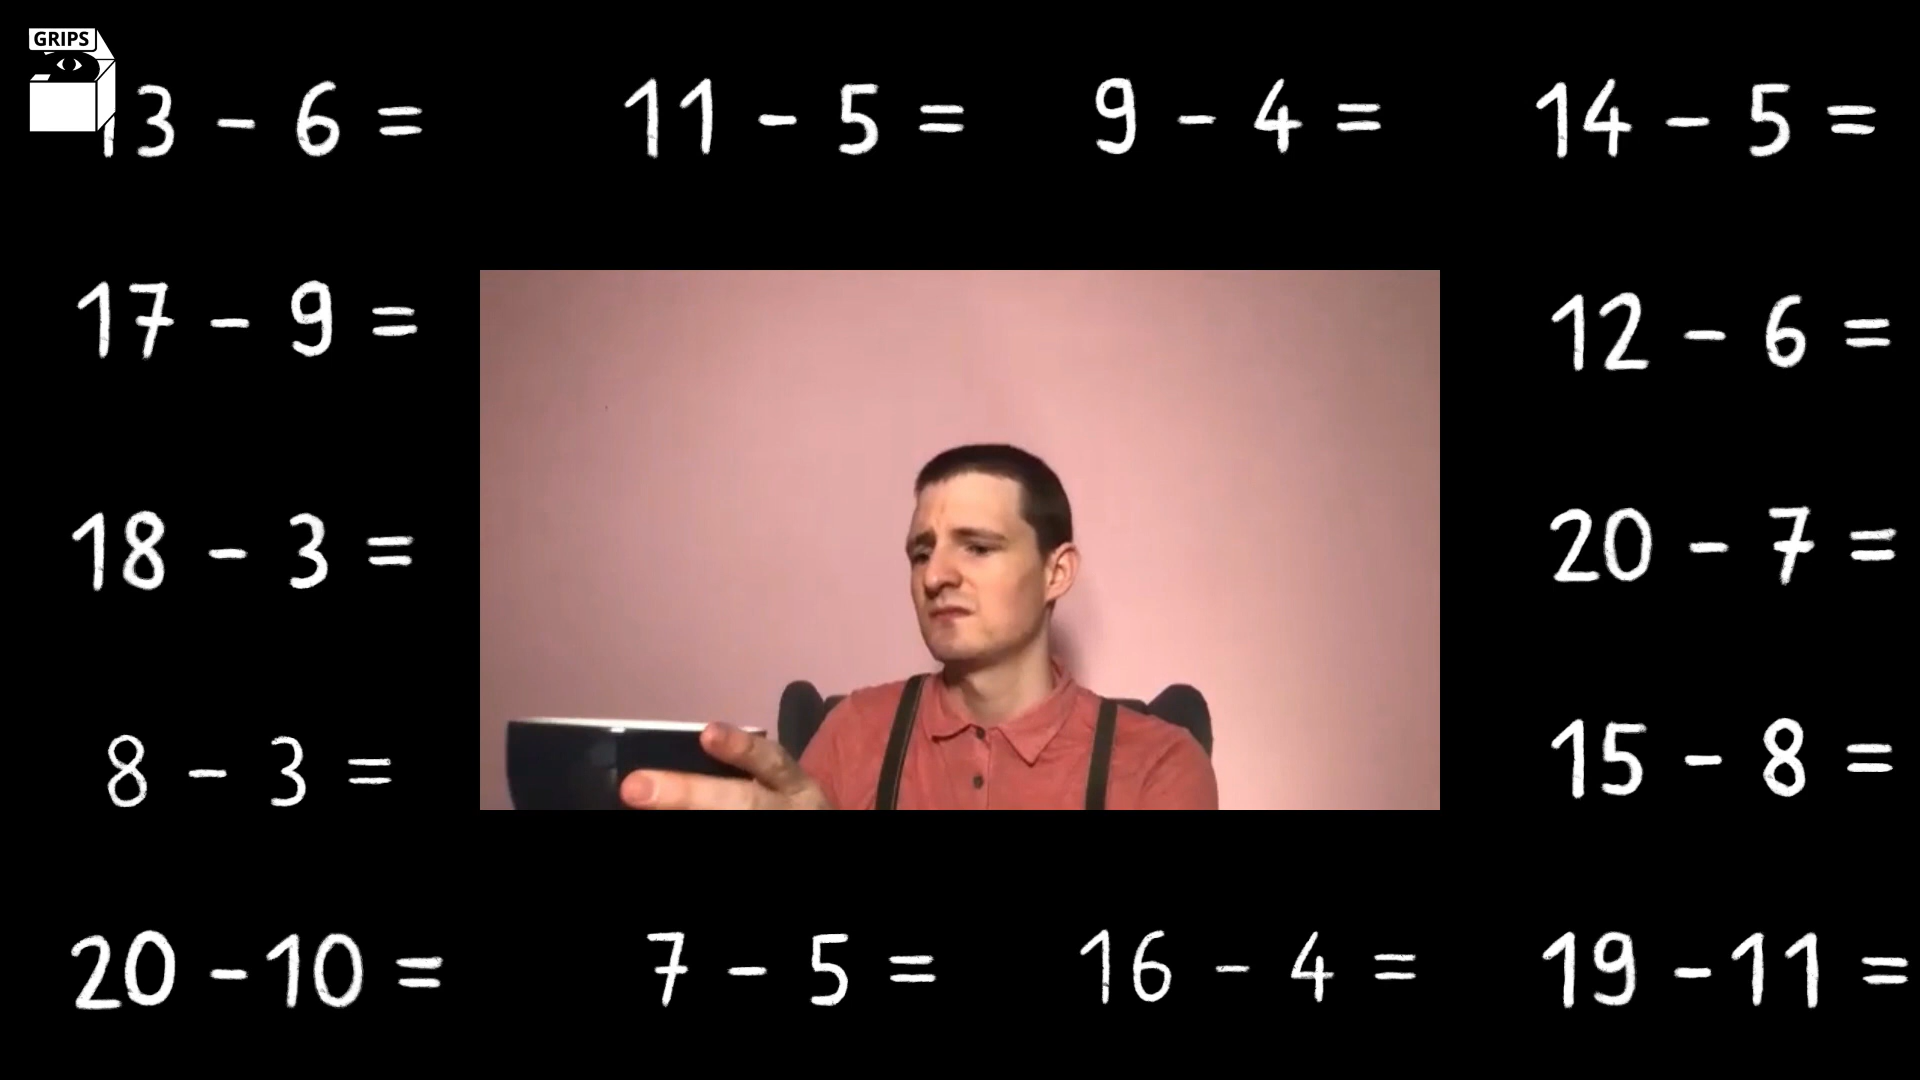 GRIPS
13 - 6 =
11 - 5 =
9 - 4 =
14 - 5 =
17 - 9 =
12 - 6 =
18 - 3 =
20 - 7 =
8 - 3 =
15 - 8 =
20 - 10 =
7 - 5 =
16 - 4 =
19 - 11 =